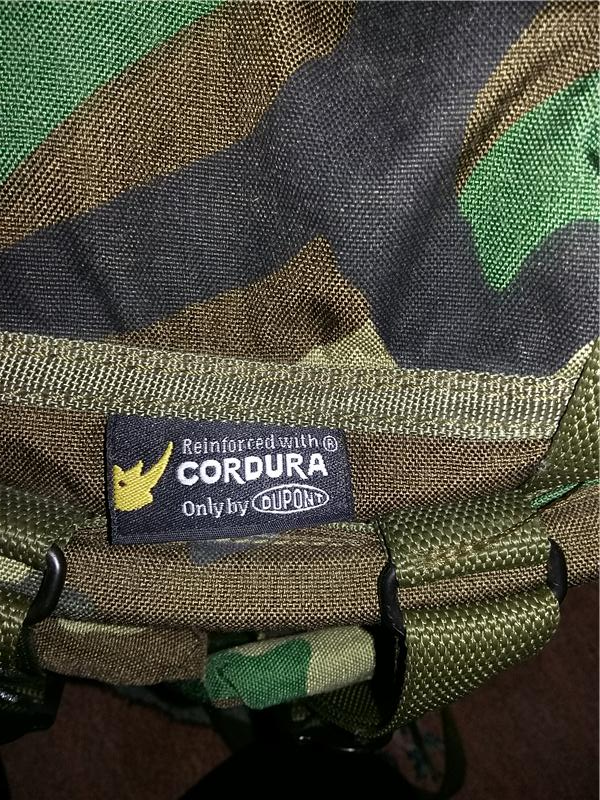 Reinforced with ®
CORDURA
Only by DUPONT